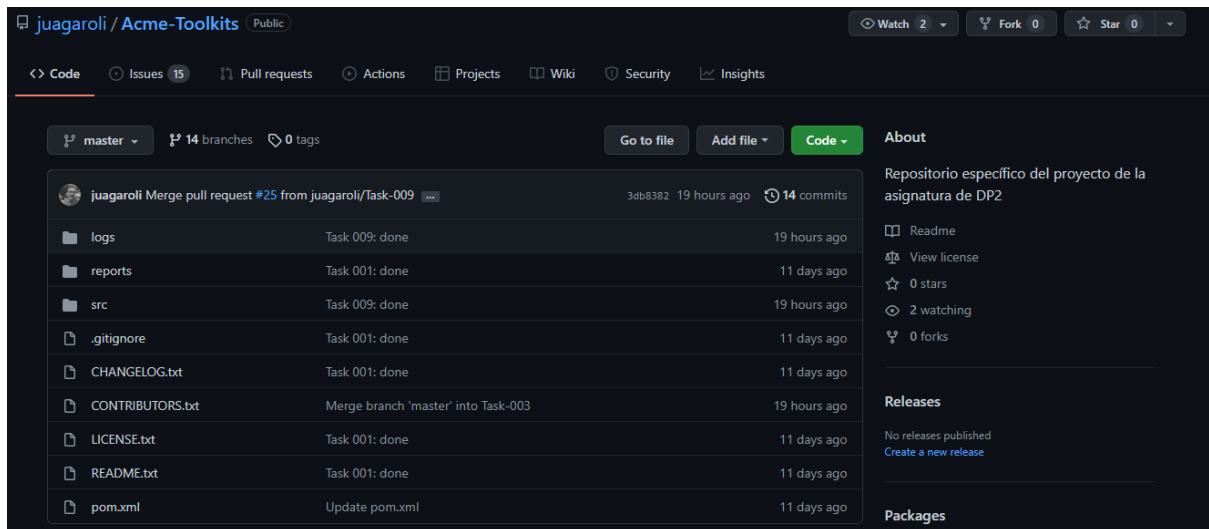 juagaroli / Acme-Toolkits Public
Watch 2 Fork 0 Star 0
Code Issues 15 Pull requests Actions Projects Wiki Security Insights
master 14 branches 0 tags Go to file Add file Code
juagaroli Merge pull request #25 from juagaroli/Task-009 ... 3db8382 19 hours ago 14 commits
logs Task 009: done 19 hours ago
reports Task 001: done 11 days ago
src Task 009: done 19 hours ago
.gitignore Task 001: done 11 days ago
CHANGELOG.txt Task 001: done 11 days ago
CONTRIBUTORS.txt Merge branch 'master' into Task-003 19 hours ago
LICENSE.txt Task 001: done 11 days ago
README.txt Task 001: done 11 days ago
pom.xml Update pom.xml 11 days ago
About
Repositorio específico del proyecto de la
asignatura de DP2
Readme
View license
0 stars
2 watching
0 forks
Releases
No releases published
Create a new release
Packages